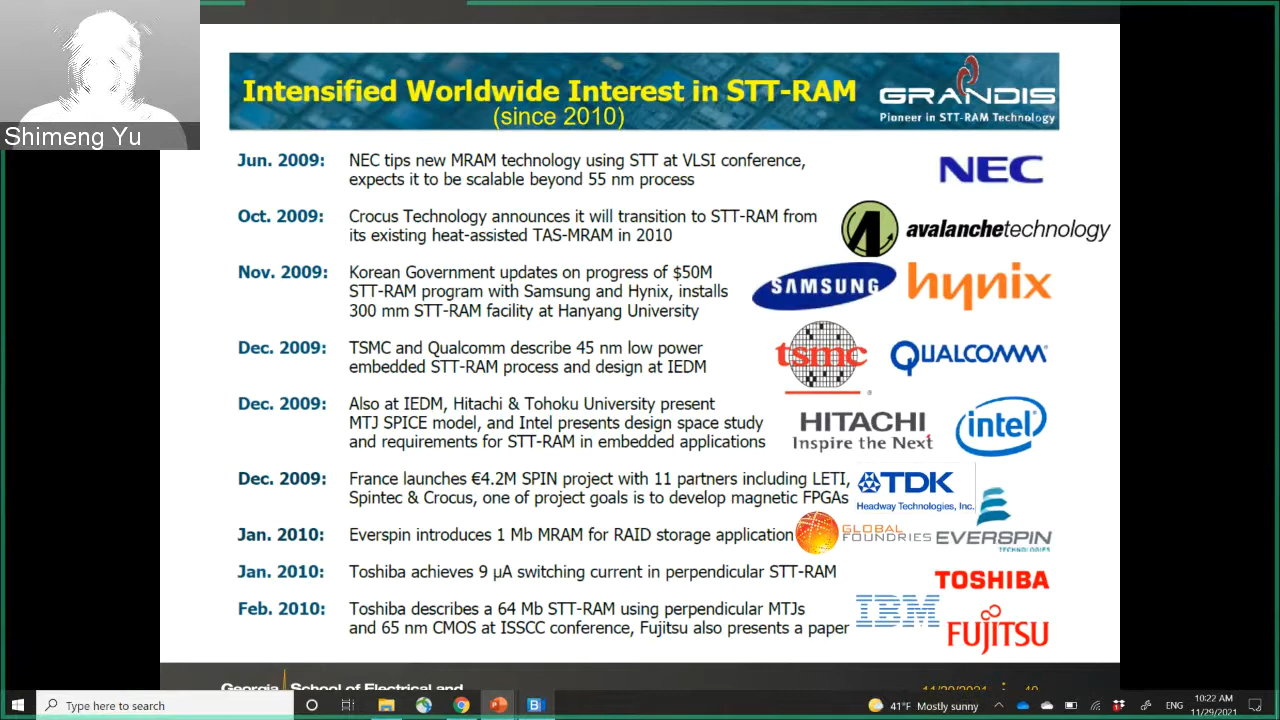 Shimeng Yu
Intensified Worldwide Interest in STT-RAM
(since 2010)
GRANDIS
Pioneer in STT-RAM Technology
Jun. 2009: NEC tips new MRAM technology using STT at VLSI conference,
expects it to be scalable beyond 55 nm process
NEC
Oct. 2009: Crocus Technology announces it will transition to STT-RAM from
its existing heat-assisted TAS-MRAM in 2010
avalanchetechnology
Nov. 2009: Korean Government updates on progress of $50M
STT-RAM program with Samsung and Hynix, installs
300 mm STT-RAM facility at Hanyang University
SAMSUNG
hynix
Dec. 2009: TSMC and Qualcomm describe 45 nm low power
embedded STT-RAM process and design at IEDM
tsmc
®
QUALCOMM
Dec. 2009: Also at IEDM, Hitachi & Tohoku University present
MTJ SPICE model, and Intel presents design space study
and requirements for STT-RAM in embedded applications
HITACHI
Inspire the Next
intel
Dec. 2009: France launches €4.2M SPIN project with 11 partners including LETI,
Spintec & Crocus, one of project goals is to develop magnetic FPGAs
TDK
Headway Technologies, Inc.
Jan. 2010: Everspin introduces 1 Mb MRAM for RAID storage application
GLOBAL
FOUNDRIES
EVERSPIN
TECHNOLOGIES
Jan. 2010: Toshiba achieves 9 µA switching current in perpendicular STT-RAM
TOSHIBA
Feb. 2010: Toshiba describes a 64 Mb STT-RAM using perpendicular MTJs
and 65 nm CMOS at ISSCC conference, Fujitsu also presents a paper
IBM
FUJITSU
Georgia School of Electrical and
11/29/2021
Type here to search
41°F Mostly sunny
ENG
10:22 AM
11/29/2021